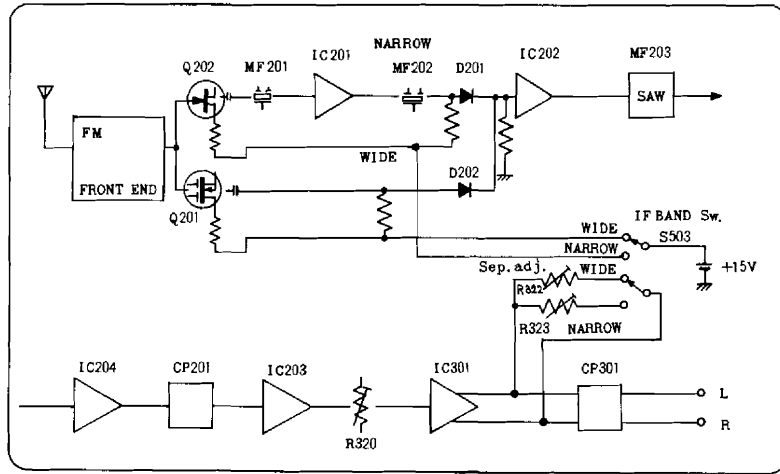 NARROW
Q202
MF201
IC201
MF202
D201
IC202
MF203
SAW
FM
FRONT END
WIDE
D202
Q201
WIDE
IF BAND Sw.
S503
NARROW
+15V
Sep.adj.
WIDE
R322
R323
NARROW
IC204
CP201
IC203
R320
IC301
CP301
L
R